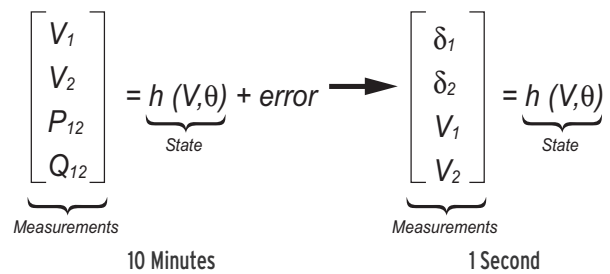 V1
V2
P12
Q12
= h (V,θ) + error
State
Measurements
10 Minutes
δ1
δ2
V1
V2
= h (V,θ)
State
Measurements
1 Second